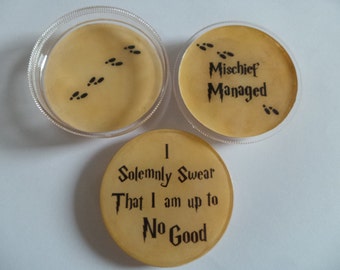 Mischief
Managed
I
Solemnly Swear
That I am up to
No Good